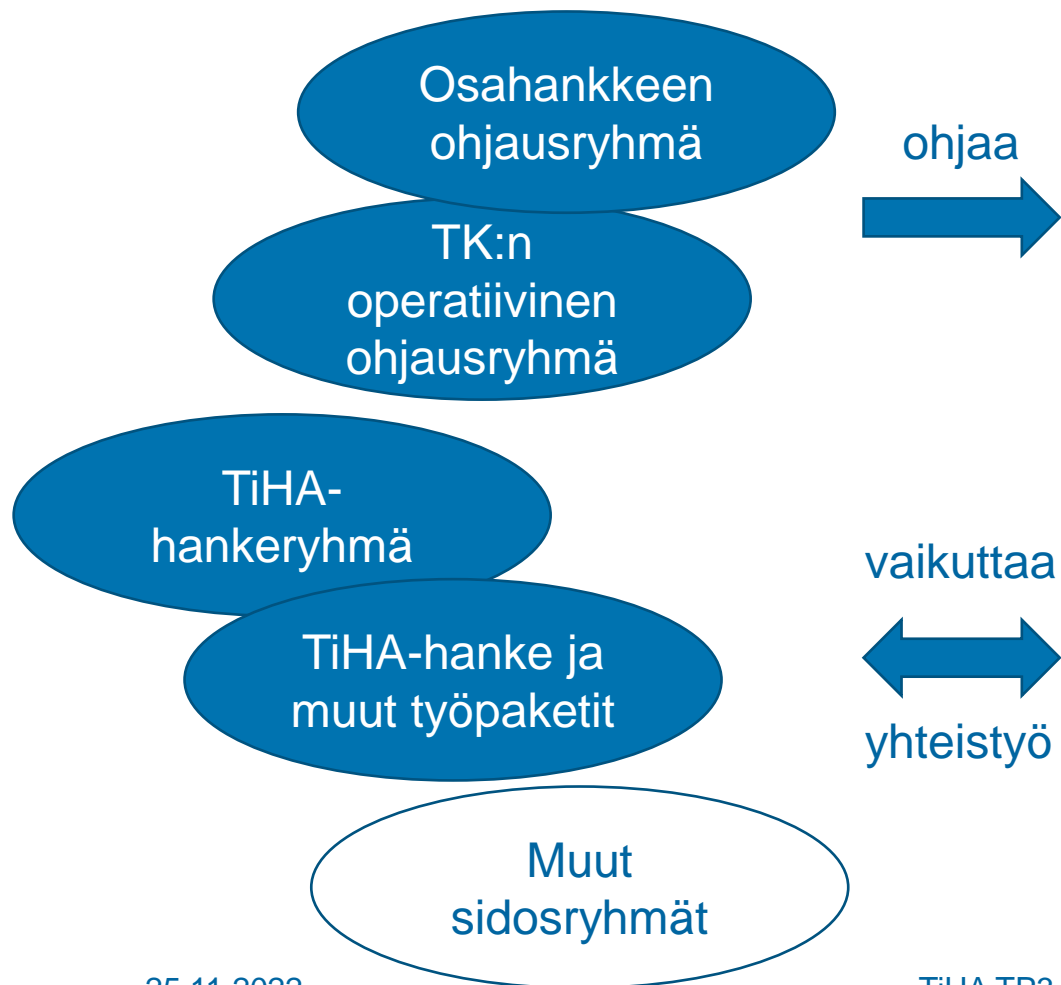 Osahankkeen
ohjausryhmä
ohjaa
TK:n
operatiivinen
ohjausryhmä
TiHA-
hankeryhmä
vaikuttaa
TiHA-hanke ja
muut työpaketit
yhteistyö
Muut
sidosryhmät